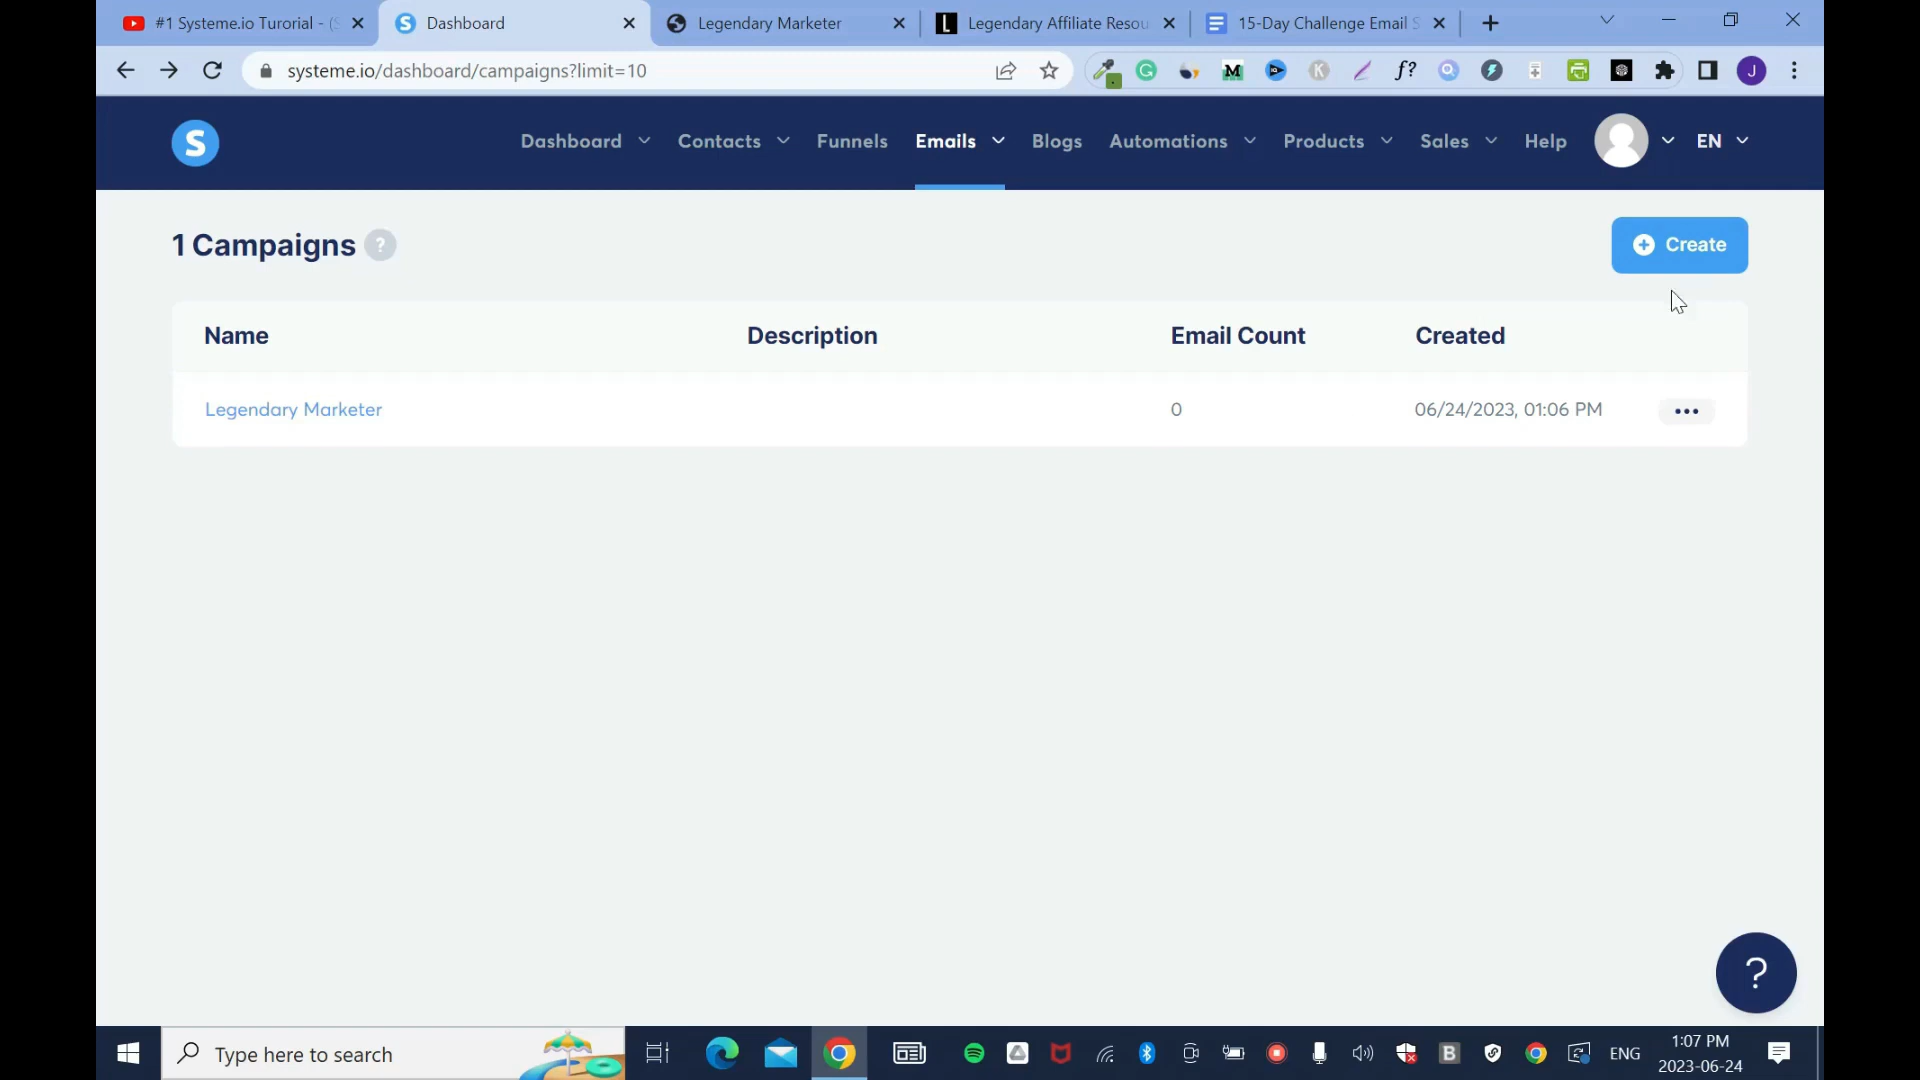 #1 Systeme.io Turorial - (S
Dashboard
Legendary Marketer
Legendary Affiliate Resou
15-Day Challenge Email S
systeme.io/dashboard/campaigns?limit=10
S
Dashboard
Contacts
Funnels
Emails
Blogs
Automations
Products
Sales
Help
EN
1 Campaigns ?
Create
Name
Description
Email Count
Created
Legendary Marketer
0
06/24/2023, 01:06 PM
?
Type here to search
ENG
1:07 PM
2023-06-24